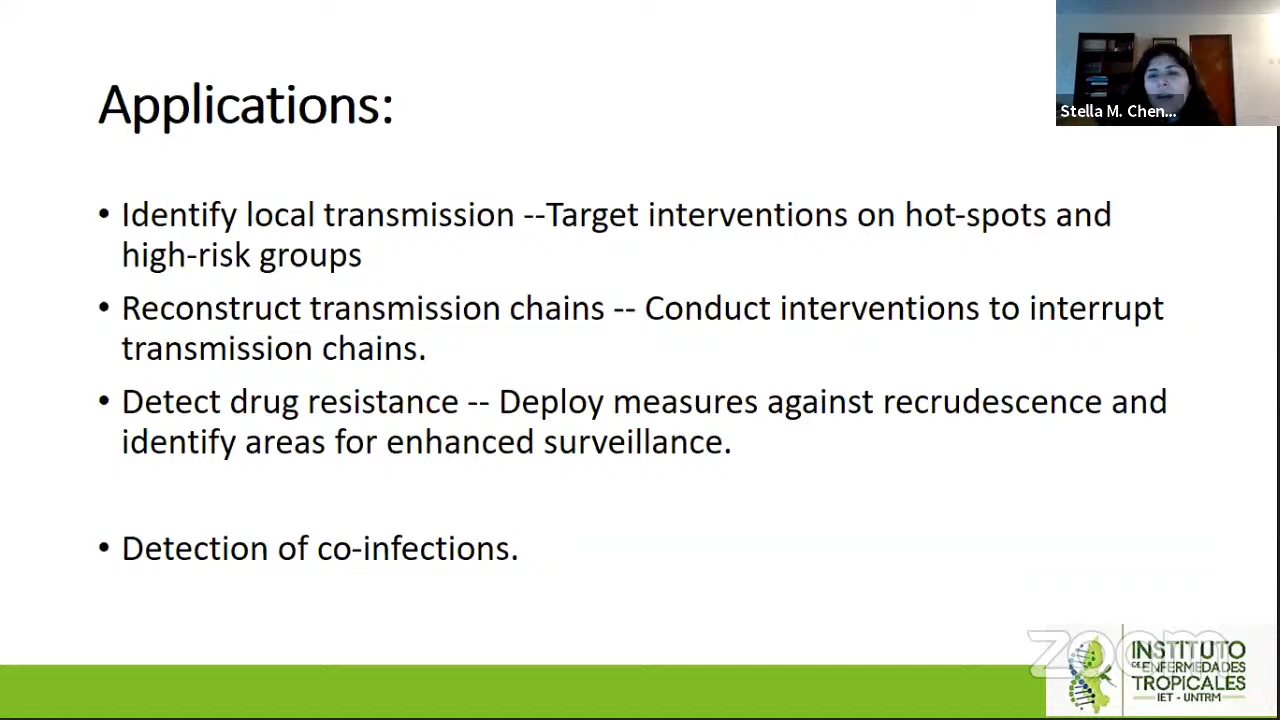 Applications:
Stella M. Chen...
• Identify local transmission --Target interventions on hot-spots and
high-risk groups
• Reconstruct transmission chains -- Conduct interventions to interrupt
transmission chains.
• Detect drug resistance -- Deploy measures against recrudescence and
identify areas for enhanced surveillance.
• Detection of co-infections.
zoom
INSTITUTO
DE ENFERMEDADES
TROPICALES
IET - UNTRM